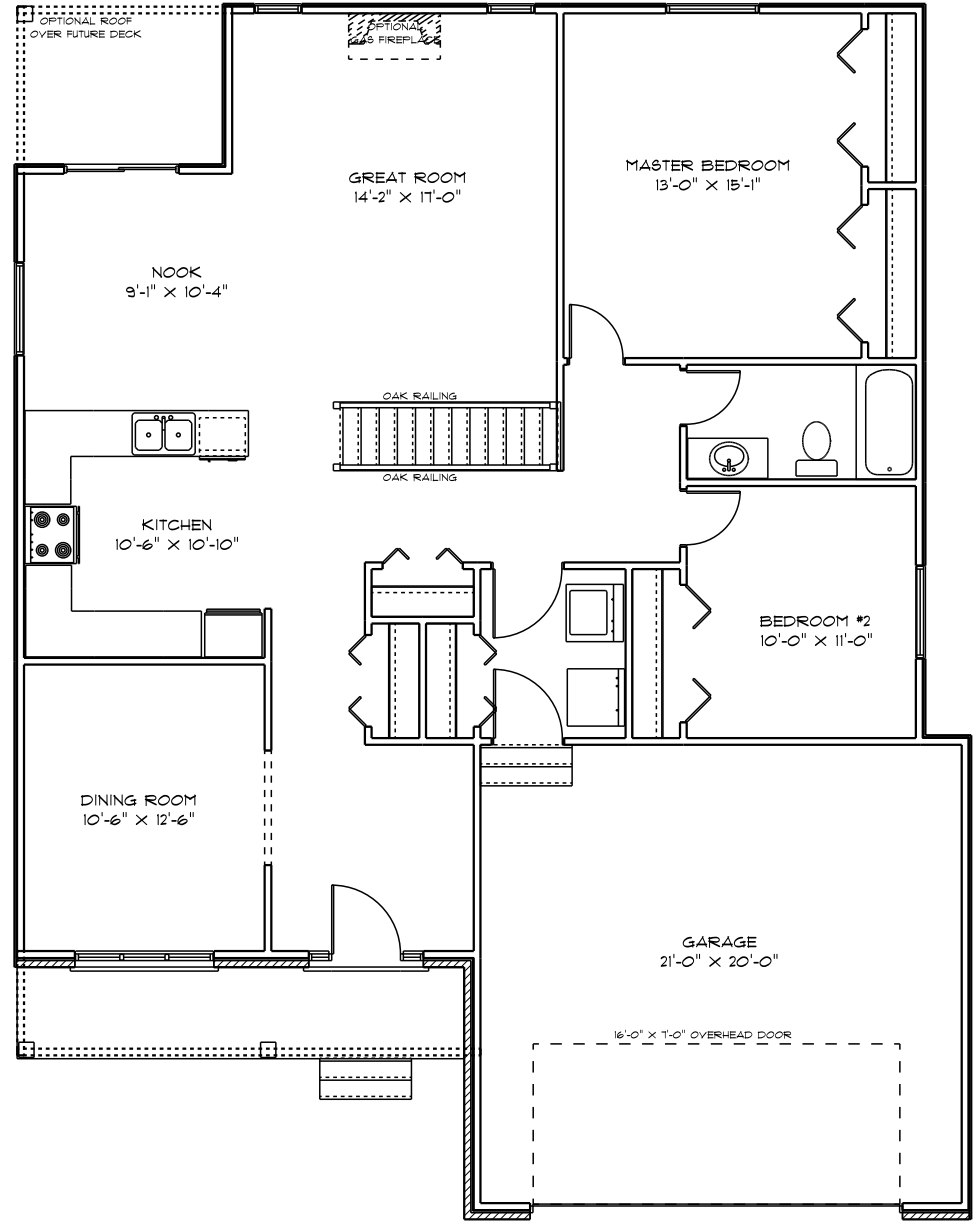 OPTIONAL ROOF
OVER FUTURE DECK
OPTIONAL
GAS FIREPLACE
GREAT ROOM
14'-2" X 17'-0"
MASTER BEDROOM
13'-0" X 15'-1"
NOOK
9'-1" X 10'-4"
OAK RAILING
OAK RAILING
KITCHEN
10'-6" X 10'-10"
BEDROOM #2
10'-0" X 11'-0"
DINING ROOM
10'-6" X 12'-6"
GARAGE
21'-0" X 20'-0"
16'-0" X 7'-0" OVERHEAD DOOR